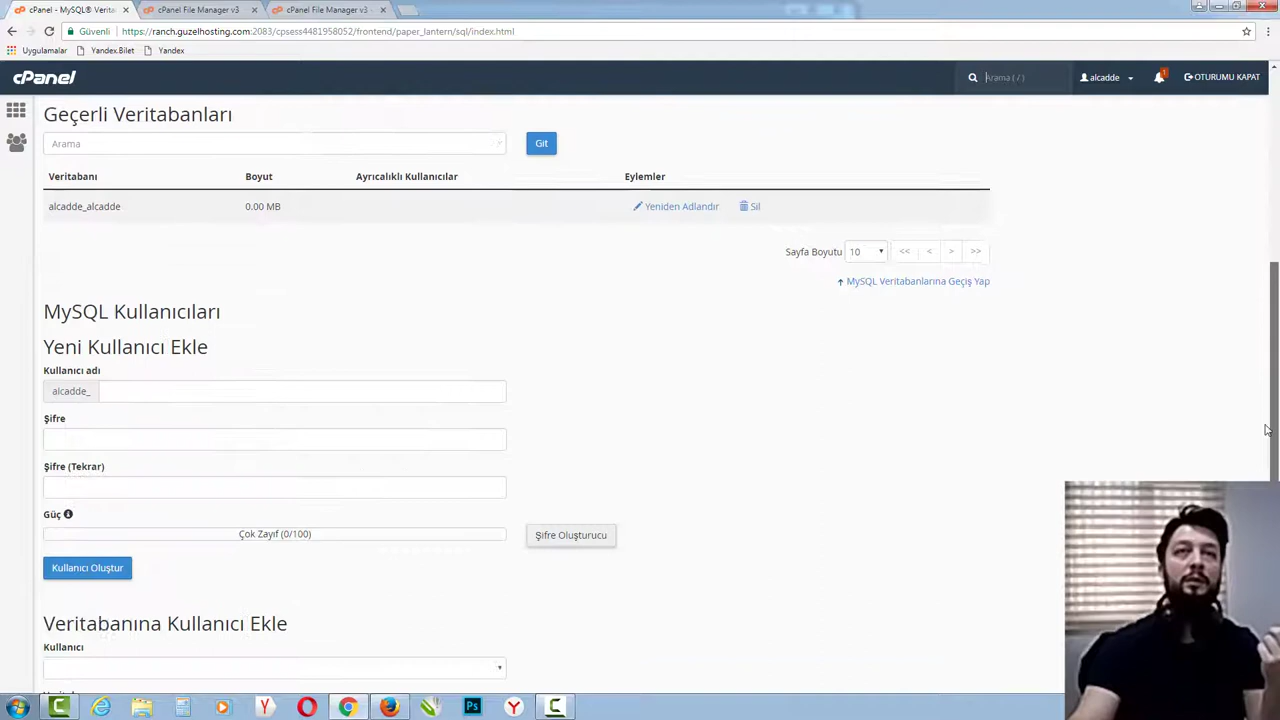 cPanel - MySQL® Verita
cPanel File Manager v3
cPanel File Manager v3 -
Güvenli
https://ranch.guzelhosting.com:2083/cpsess4481958052/frontend/paper_lantern/sql/index.html
Uygulamalar
Yandex.Bilet
Yandex
cPanel
Arama ( / )
alcadde
1
OTURUMU KAPAT
Geçerli Veritabanları
Arama
Git
Veritabanı Boyut Ayrıcalıklı Kullanıcılar Eylemler
alcadde_alcadde 0.00 MB Yeniden Adlandır Sil
Sayfa Boyutu 10 << < > >>
MySQL Veritabanlarına Geçiş Yap
MySQL Kullanıcıları
Yeni Kullanıcı Ekle
Kullanıcı adı
alcadde_
Şifre
Şifre (Tekrar)
Güç
Çok Zayıf (0/100)
Şifre Oluşturucu
Kullanıcı Oluştur
Veritabanına Kullanıcı Ekle
Kullanıcı